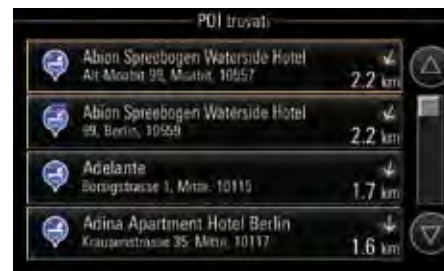 POI trovati
Abion Spreebogen Waterside Hotel
Alt-Moabit 99, Moabit, 10557
2.2 km
Abion Spreebogen Waterside Hotel
99, Berlin, 10559
2.2 km
Adelante
Borsigstrasse 1, Mitte, 10115
1.7 km
Adina Apartment Hotel Berlin
Krausenstrasse 35, Mitte, 10117
1.6 km